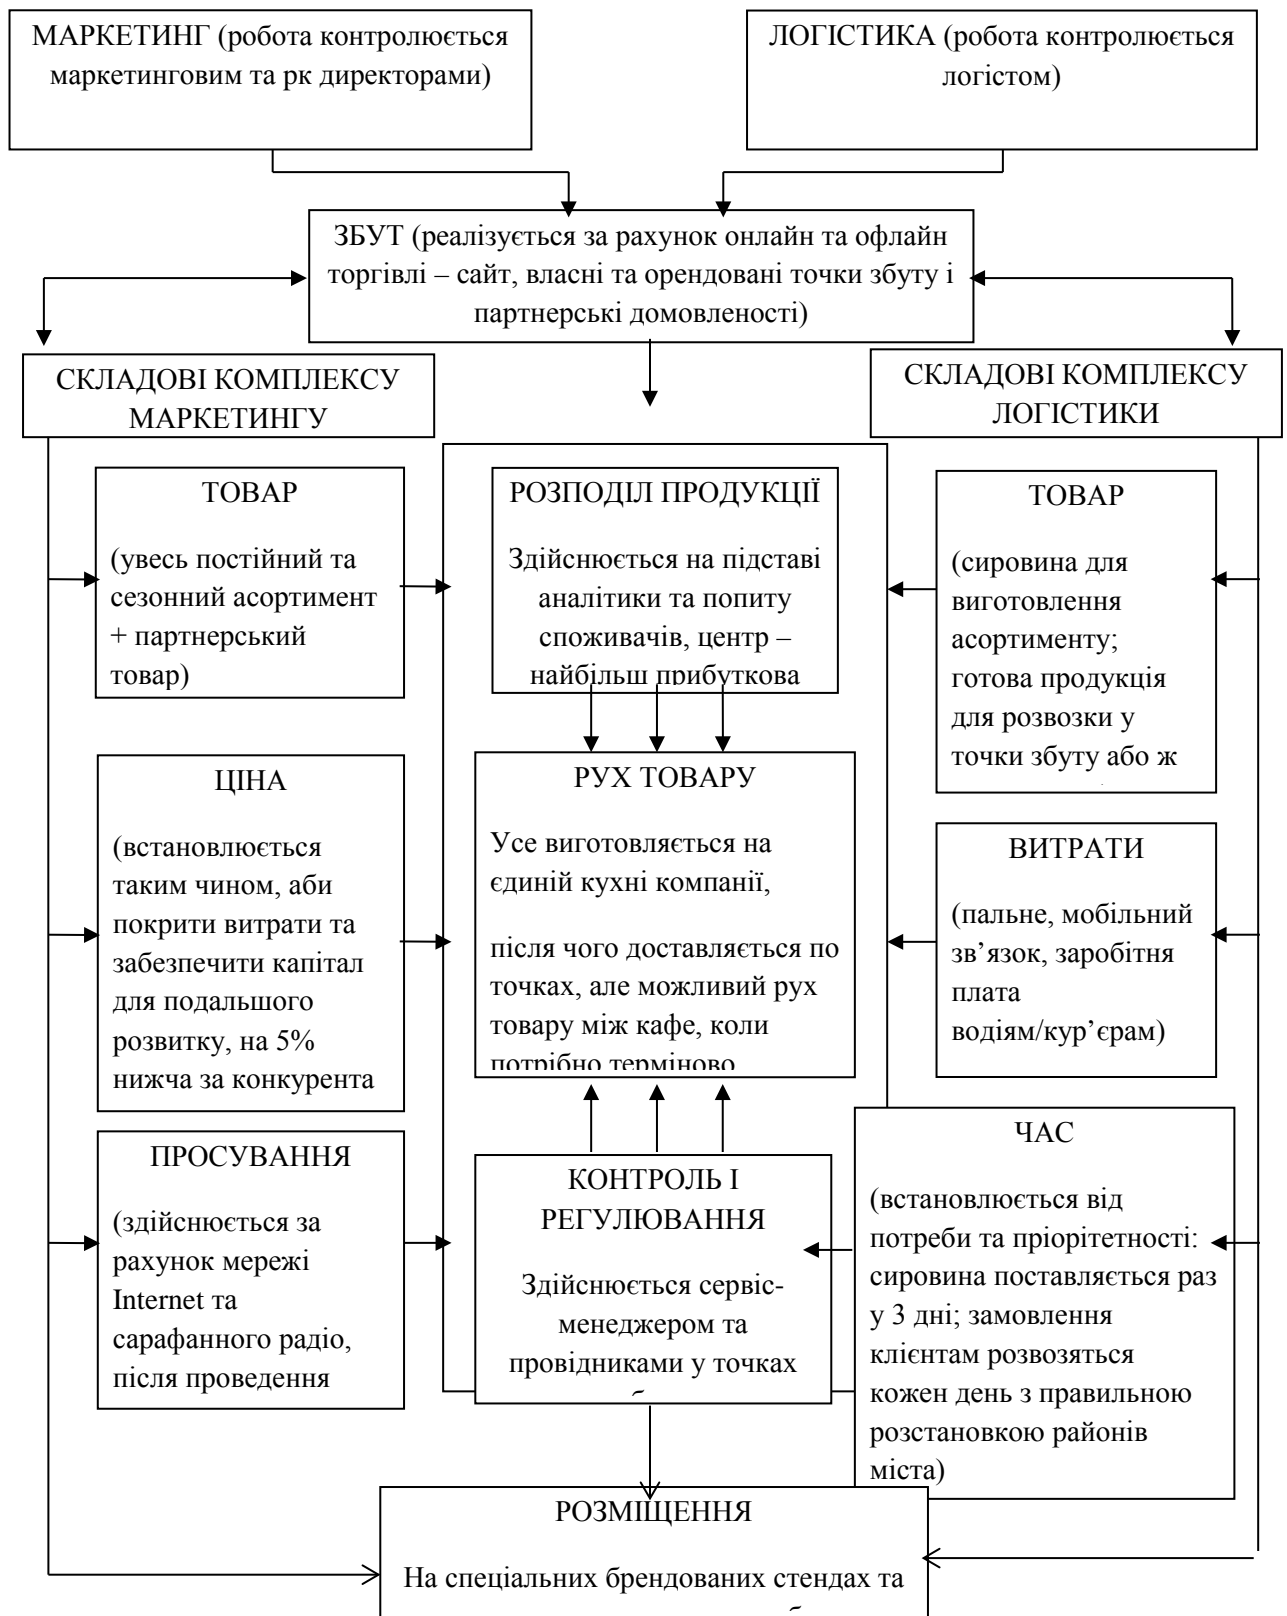 МАРКЕТИНГ (робота контролюється
маркетинговим та рк директорами)
ЛОГІСТИКА (робота контролюється
логістом)
ЗБУТ (реалізується за рахунок онлайн та офлайн
торгівлі – сайт, власні та орендовані точки збуту і
партнерські домовленості)
СКЛАДОВІ КОМПЛЕКСУ
МАРКЕТИНГУ
СКЛАДОВІ КОМПЛЕКСУ
ЛОГІСТИКИ
ТОВАР
(увесь постійний та
сезонний асортимент
+ партнерський
товар)
РОЗПОДІЛ ПРОДУКЦІЇ
Здійснюється на підставі
аналітики та попиту
споживачів, центр –
найбільш прибуткова
ТОВАР
(сировина для
виготовлення
асортименту;
готова продукція
для розвозки у
точки збуту або ж
ЦІНА
(встановлюється
таким чином, аби
покрити витрати та
забезпечити капітал
для подальшого
розвитку, на 5%
нижча за конкурента
РУХ ТОВАРУ
Усе виготовляється на
єдиній кухні компанії,
після чого доставляється по
точках, але можливий рух
товару між кафе, коли
потрібно терміново
ВИТРАТИ
(пальне, мобільний
зв’язок, заробітна
плата
водіям/кур’єрам)
ПРОСУВАННЯ
(здійснюється за
рахунок мережі
Internet та
сарафанного радіо,
після проведення
КОНТРОЛЬ І
РЕГУЛЮВАННЯ
Здійснюється сервіс-
менеджером та
провідниками у точках
ЧАС
(встановлюється від
потреби та пріорітетності:
сировина поставляється раз
у 3 дні; замовлення
клієнтам розвозяться
кожен день з правильною
розстановкою районів
міста)
РОЗМІЩЕННЯ
На спеціальних брендованих стендах та